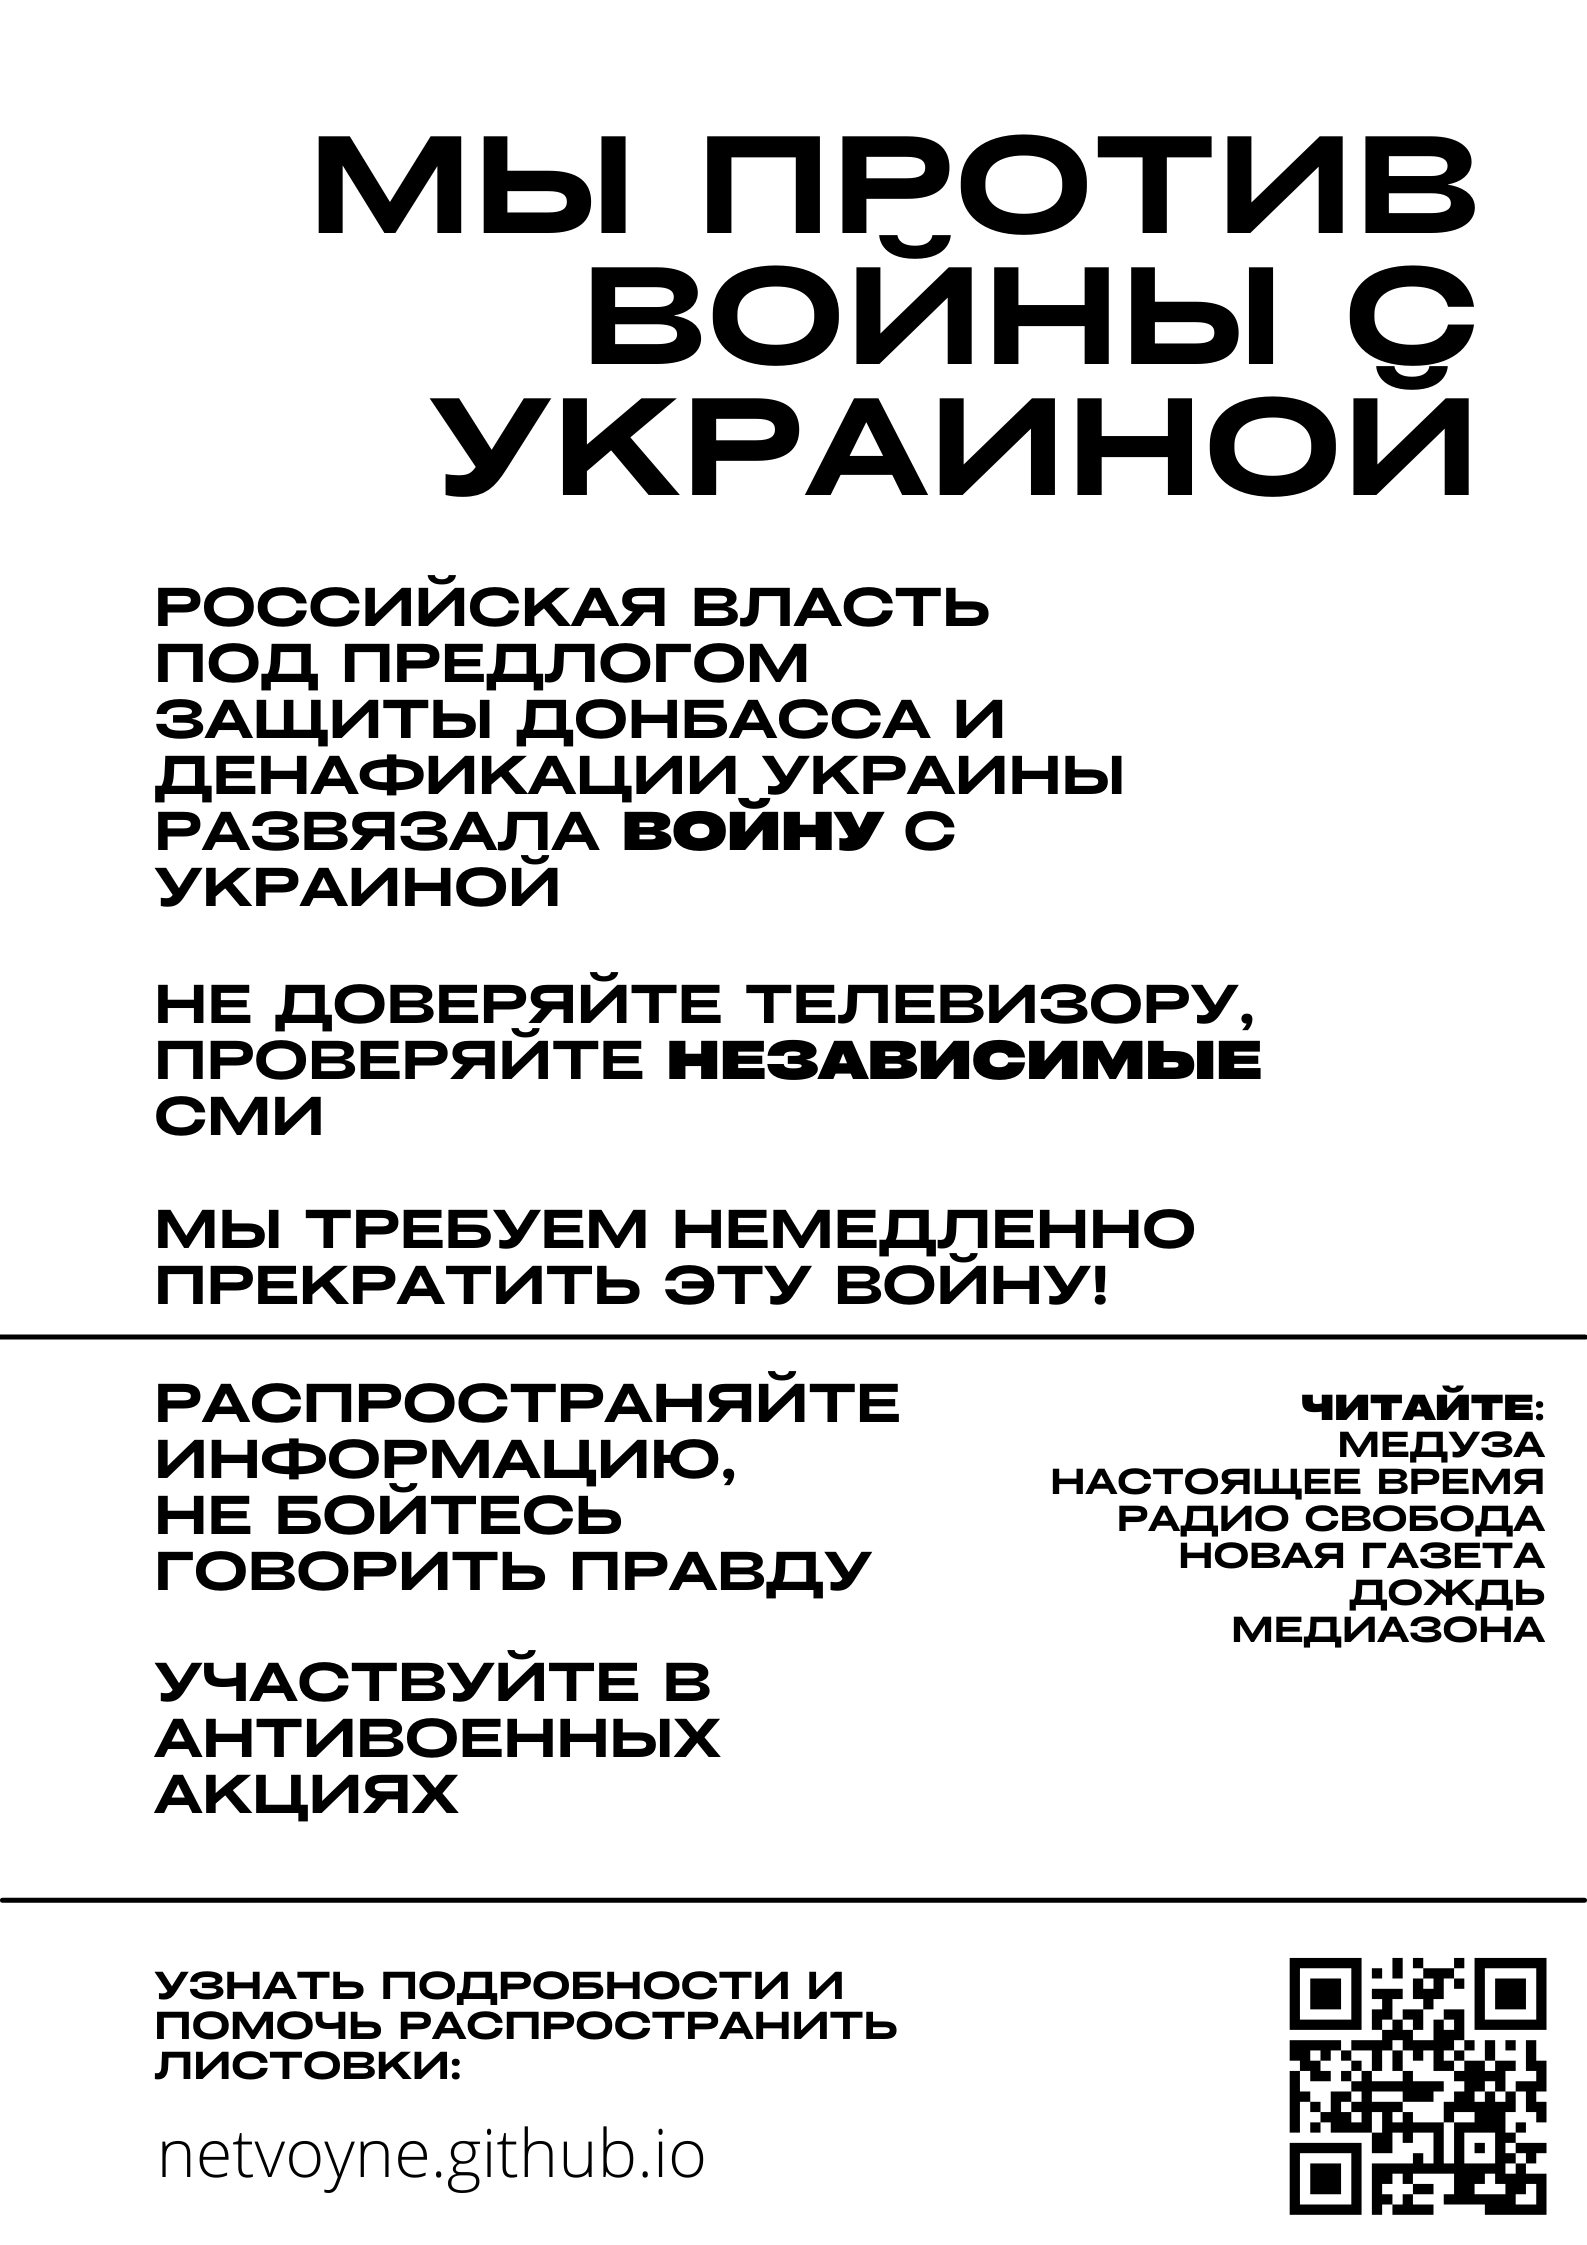 МЫ ПРОТИВ
ВОЙНЫ С
УКРАИНОЙ
РОССИЙСКАЯ ВЛАСТЬ
ПОД ПРЕДЛОГОМ
ЗАЩИТЫ ДОНБАССА И
ДЕНАФИКАЦИИ УКРАИНЫ
РАЗВЯЗАЛА ВОЙНУ С
УКРАИНОЙ
НЕ ДОВЕРЯЙТЕ ТЕЛЕВИЗОРУ,
ПРОВЕРЯЙТЕ НЕЗАВИСИМЫЕ
СМИ
МЫ ТРЕБУЕМ НЕМЕДЛЕННО
ПРЕКРАТИТЬ ЭТУ ВОЙНУ!
РАСПРОСТРАНЯЙТЕ
ИНФОРМАЦИЮ,
НЕ БОЙТЕСЬ
ГОВОРИТЬ ПРАВДУ
УЧАСТВУЙТЕ В
АНТИВОЕННЫХ
АКЦИЯХ
ЧИТАЙТЕ:
МЕДУЗА
НАСТОЯЩЕЕ ВРЕМЯ
РАДИО СВОБОДА
НОВАЯ ГАЗЕТА
ДОЖДЬ
МЕДИАЗОНА
УЗНАТЬ ПОДРОБНОСТИ И
ПОМОЧЬ РАСПРОСТРАНИТЬ
ЛИСТОВКИ:
netvoyne.github.io